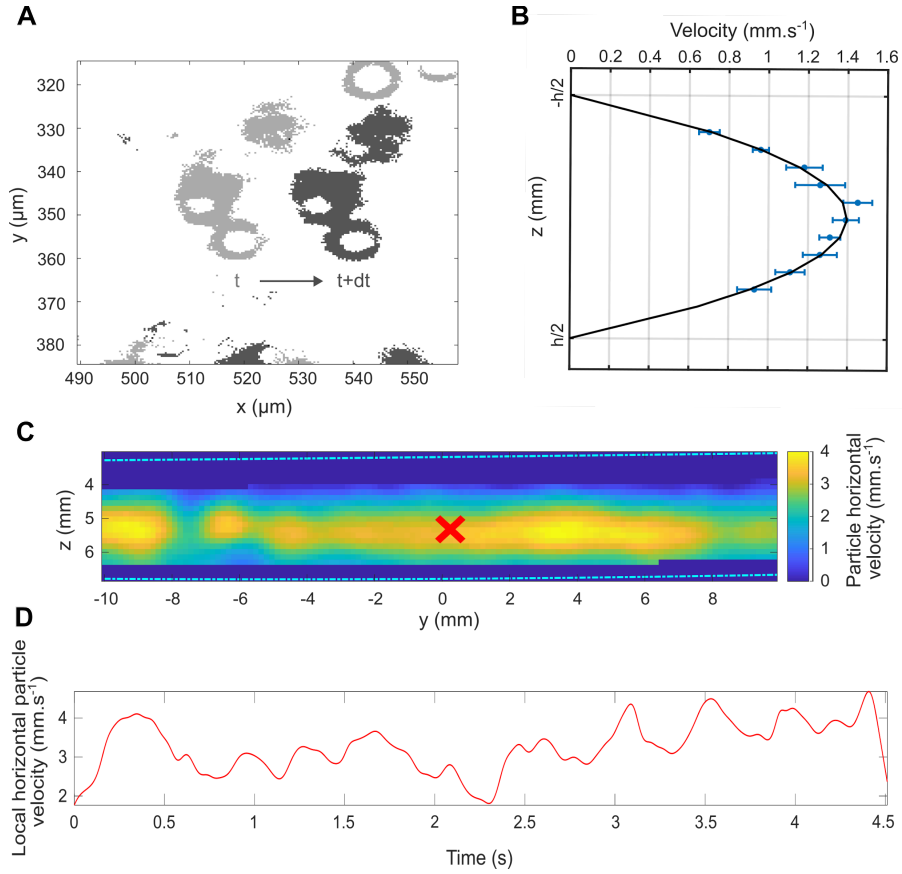 A
320
330
340
350
360
370
380
y (µm)
t
t+dt
490
500
510
520
530
540
550
x (µm)
B
Velocity (mm.s-1)
0 0.2 0.4 0.6 0.8 1 1.2 1.4 1.6
-h/2
z (mm)
h/2
C
4
5
6
z (mm)
-10 -8 -6 -4 -2 0 2 4 6 8
y (mm)
4
3
2
1
0
Particle horizontal
velocity (mm.s-1)
D
Local horizontal particle
velocity (mm.s-1)
4
3
2
0 0.5 1 1.5 2 2.5 3 3.5 4 4.5
Time (s)